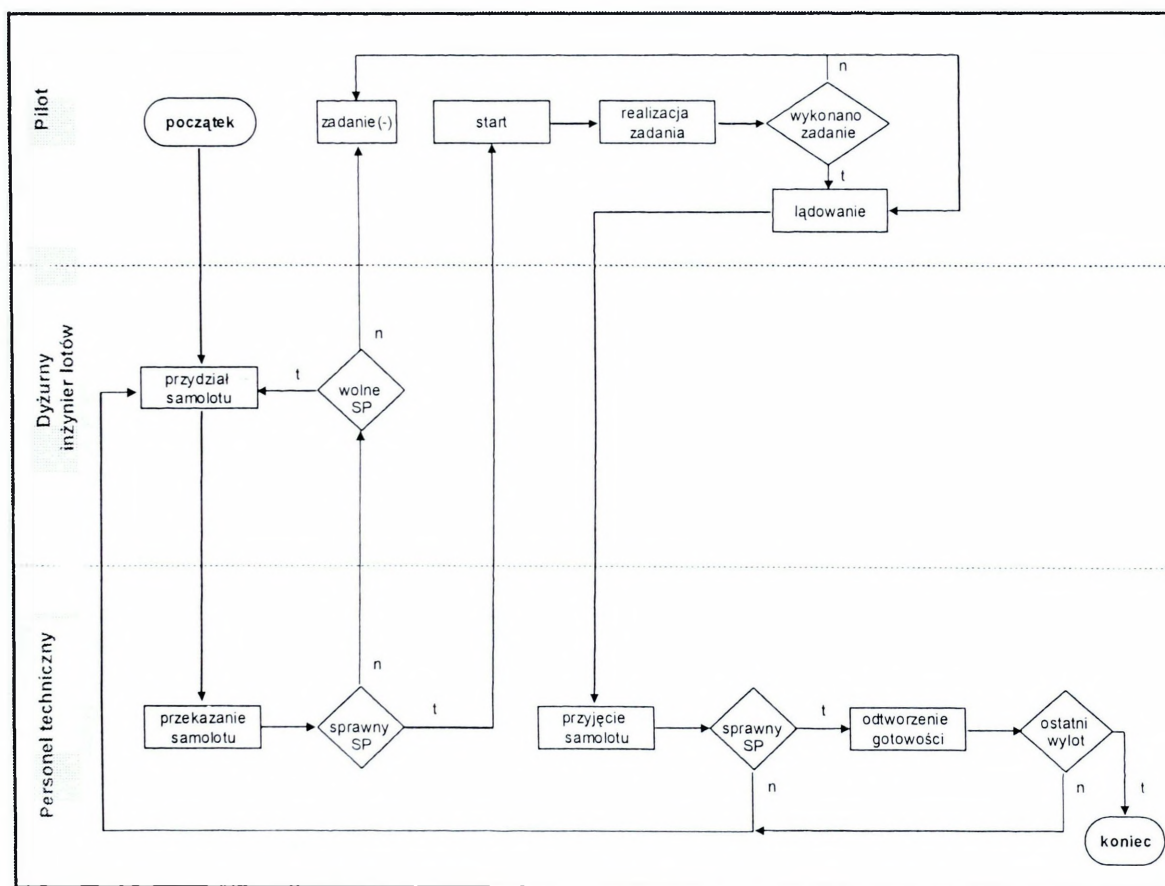 Pilot
początek
zadanie(-)
start
realizacja
zadania
wykonano
zadanie
n
t
lądowanie
Dyżurny
inżynier lotów
n
przydział
samolotu
t
wolne
SP
Personel techniczny
n
przekazanie
samolotu
sprawny
SP
t
przyjęcie
samolotu
sprawny
SP
t
odtworzenie
gotowości
ostatni
wylot
n
n
t
koniec